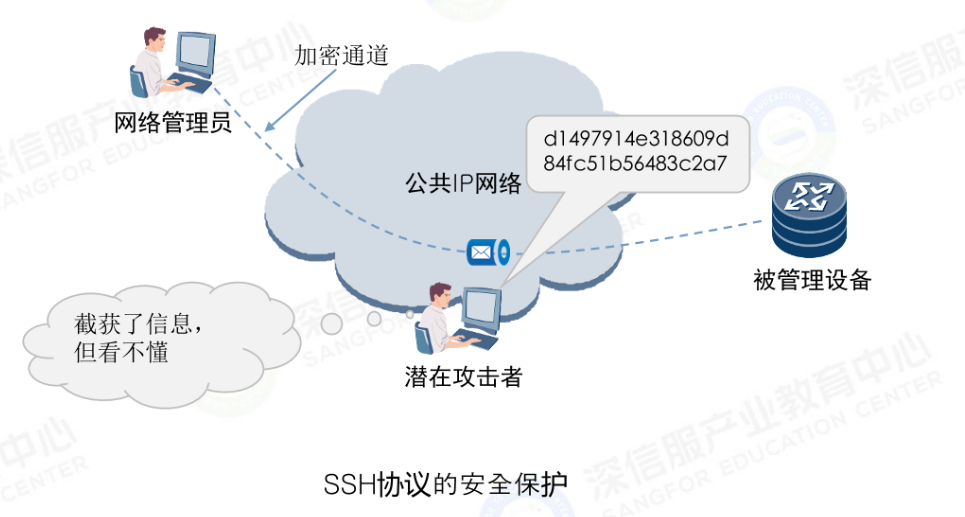 加密通道
网络管理员
d1497914e318609d
84fc51b56483c2a7
公共IP网络
被管理设备
截获了信息，
但看不懂
潜在攻击者
SSH协议的安全保护
深信服产业教育中心
SANGFOR EDUCATION CENTER